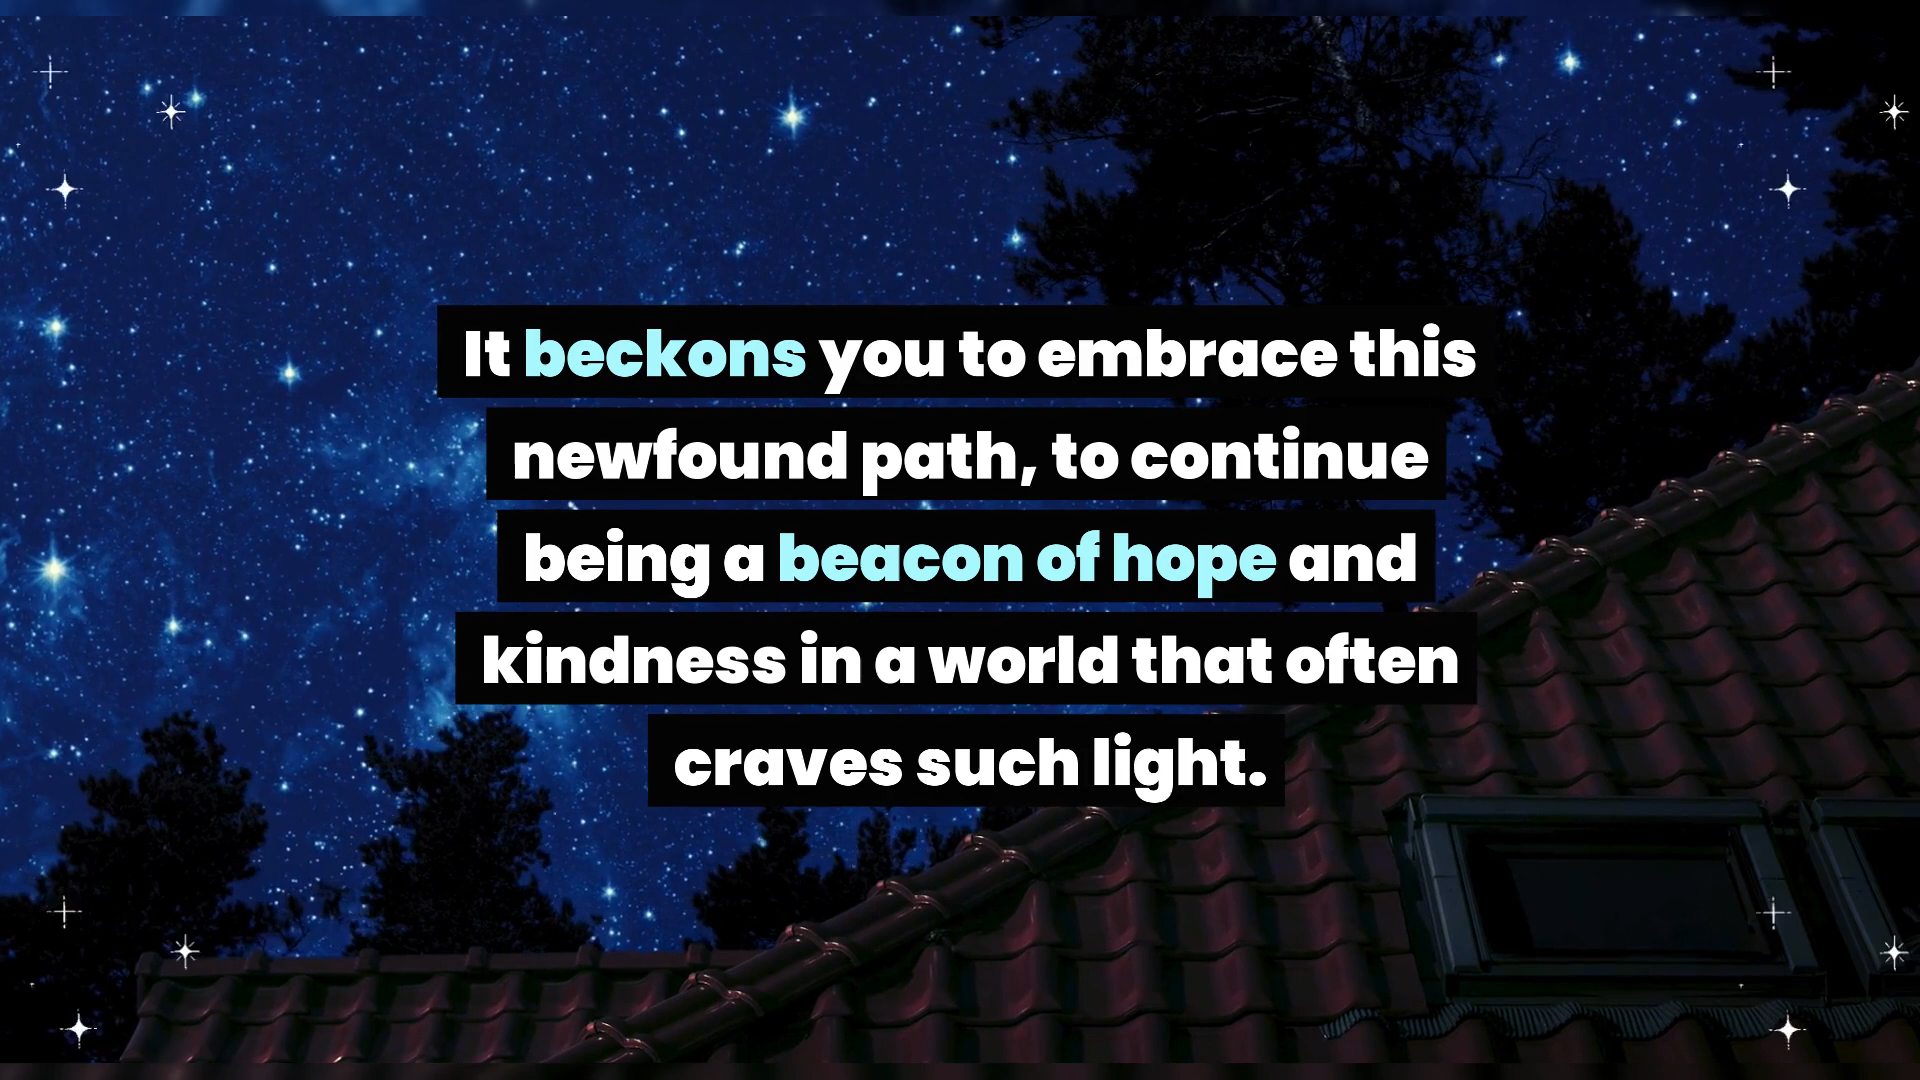 It beckons you to embrace this
newfound path, to continue
being a beacon of hope and
kindness in a world that often
craves such light.